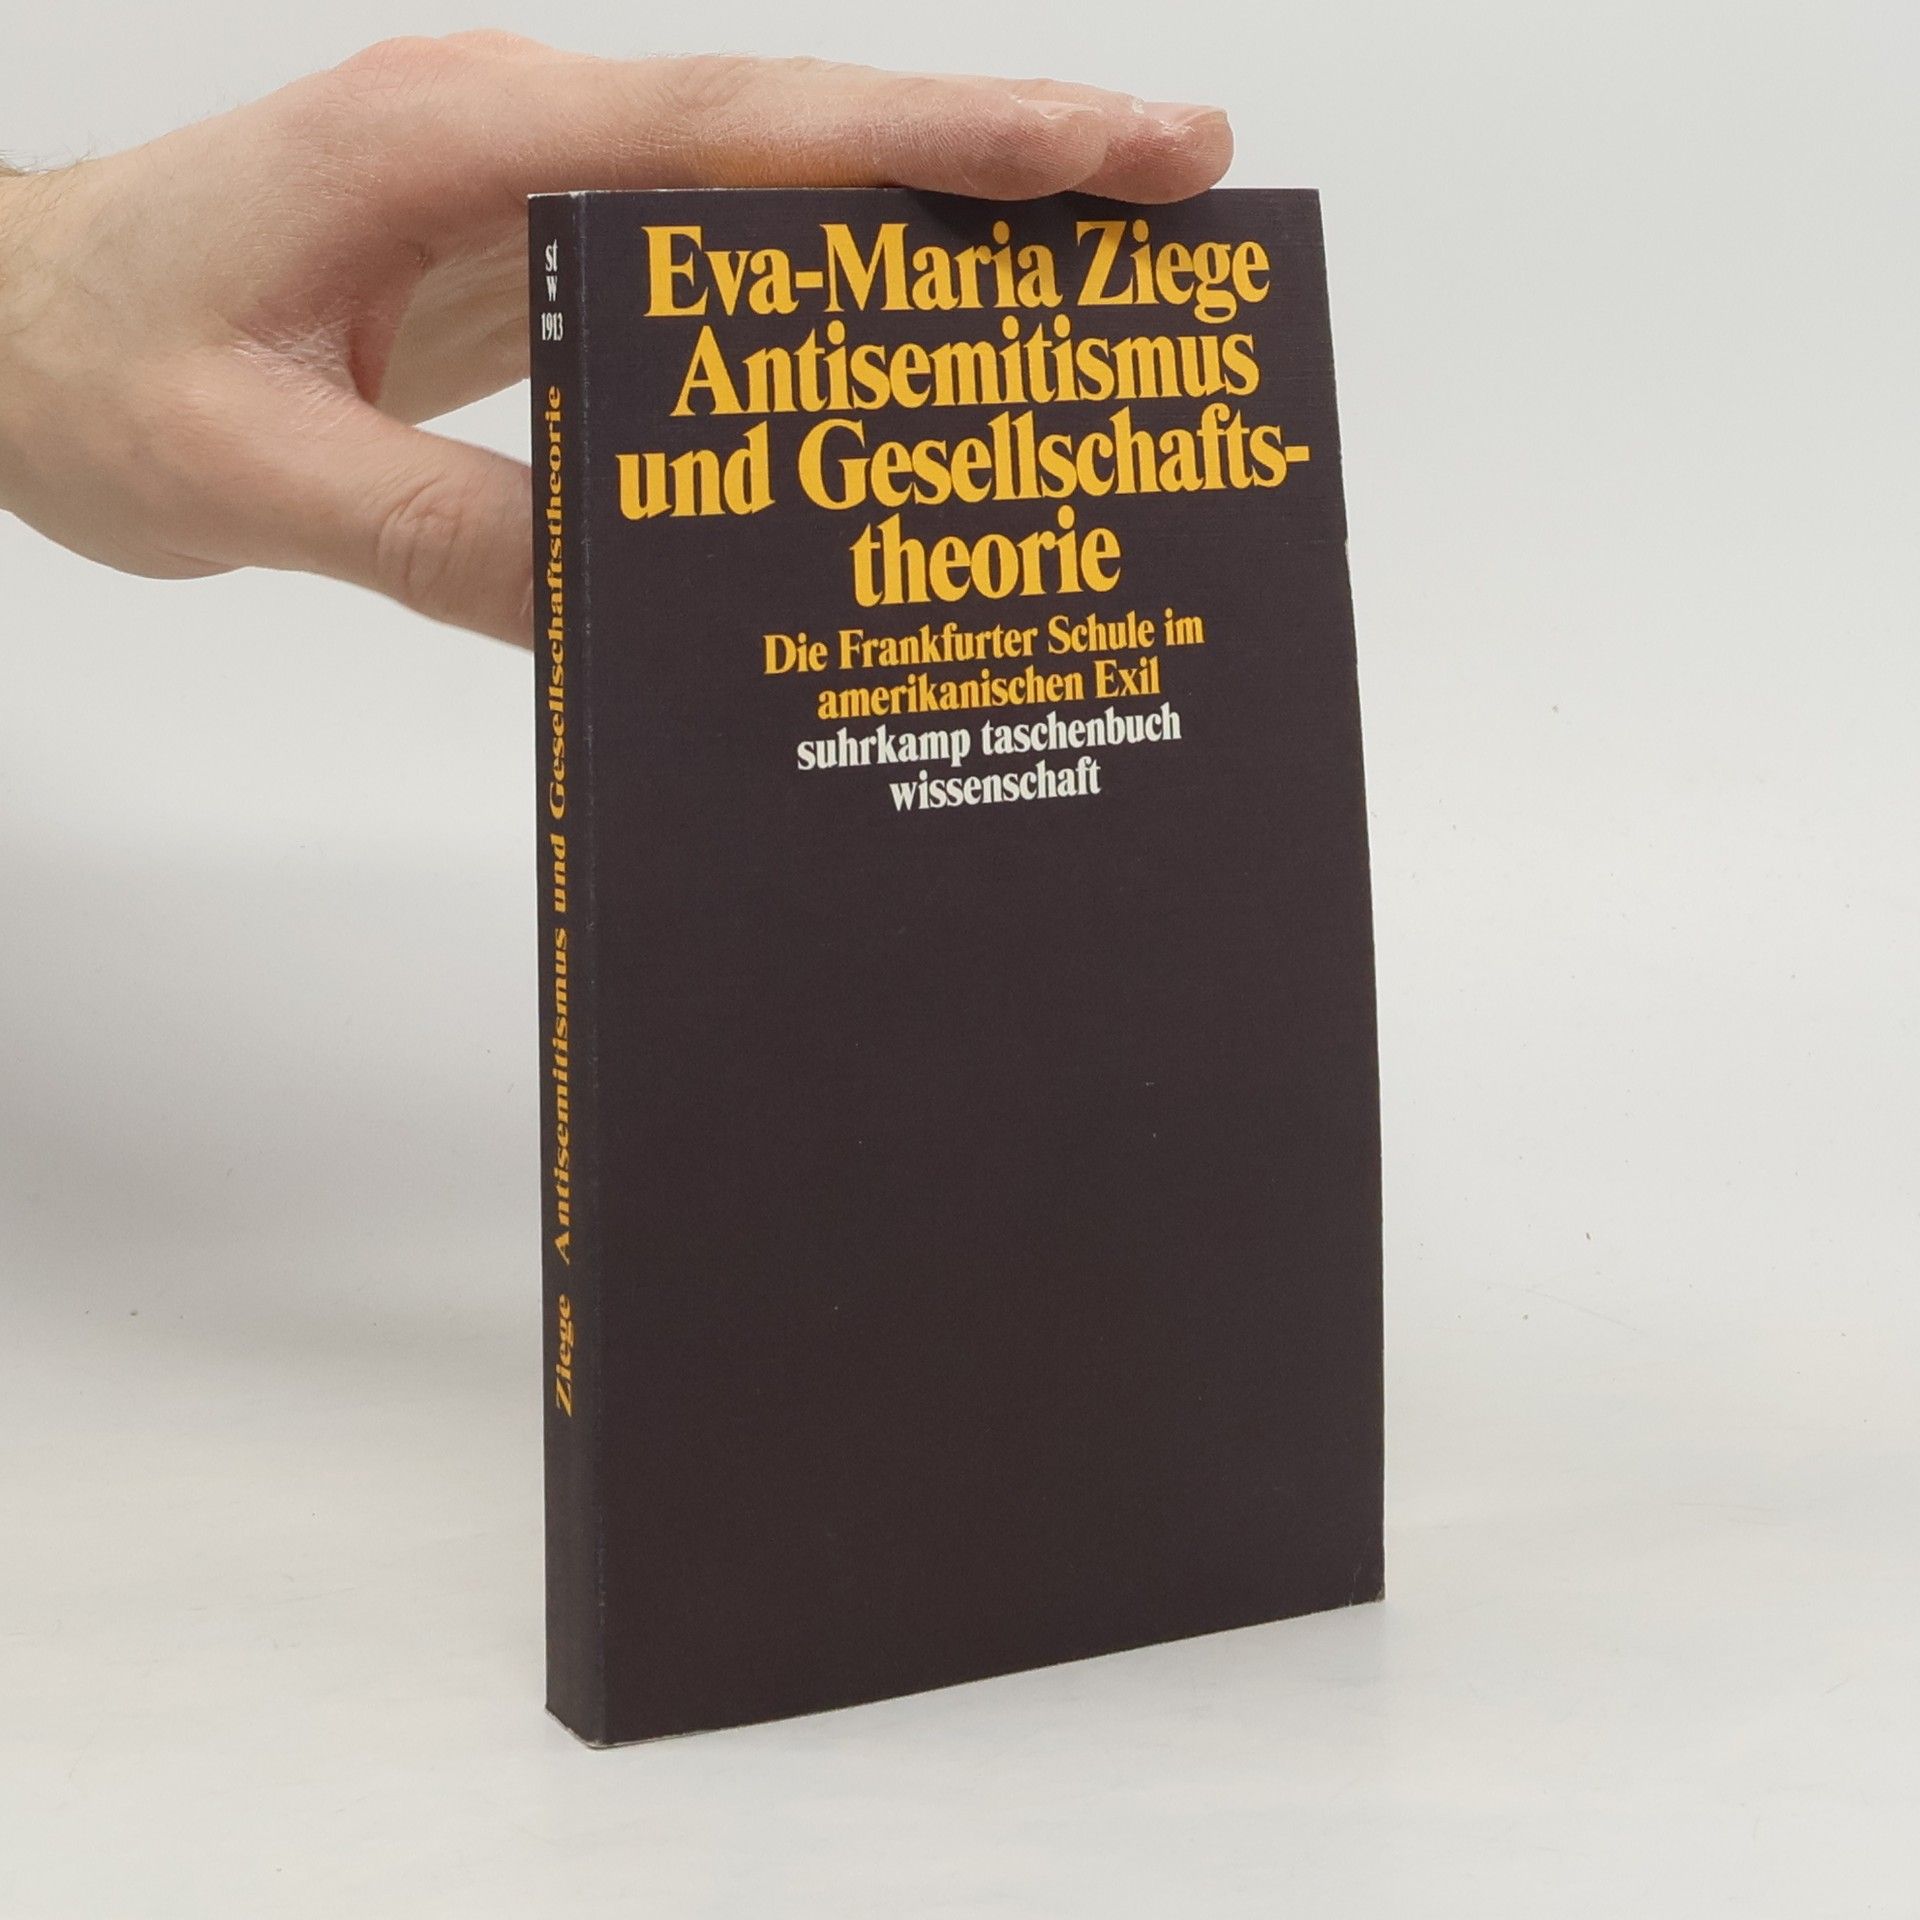 st
w
1913
Ziege Antisemitismus und Gesellschaftstheorie
Eva-Maria Ziege
Antisemitismus
und Gesellschafts-
theorie
Die Frankfurter Schule im
amerikanischen Exil
suhrkamp taschenbuch
wissenschaft